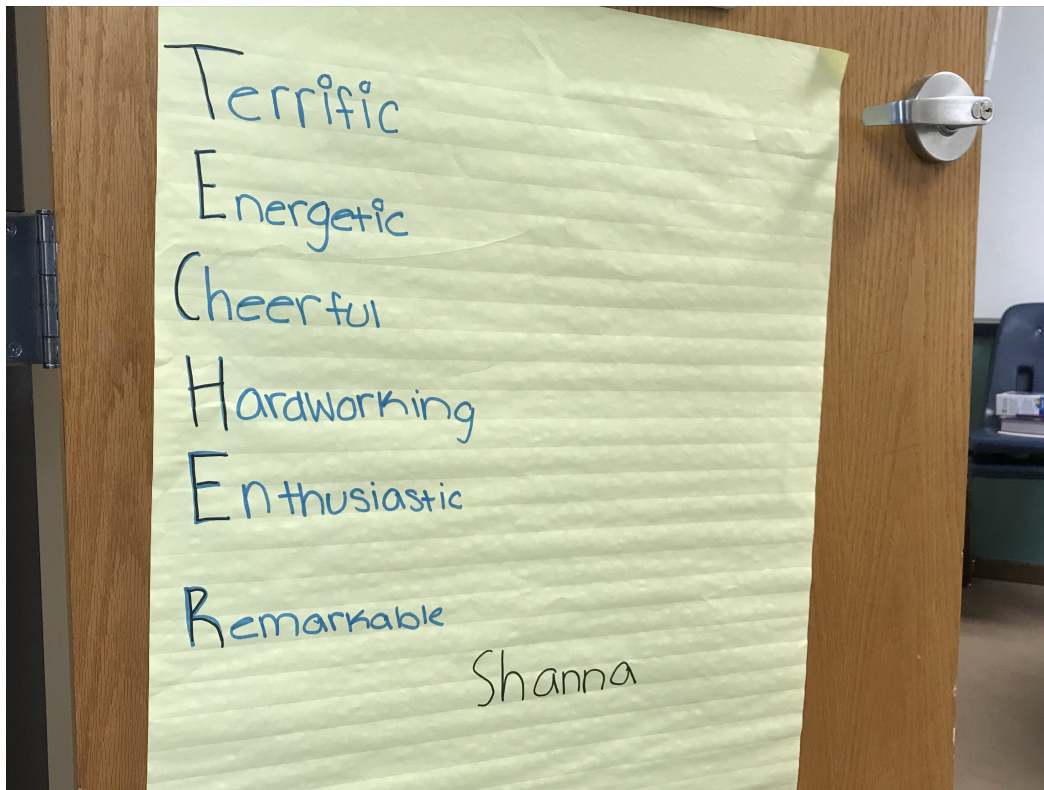 Terrific
Energetic
Cheerful
Hardworking
Enthusiastic
Remarkable
Shanna